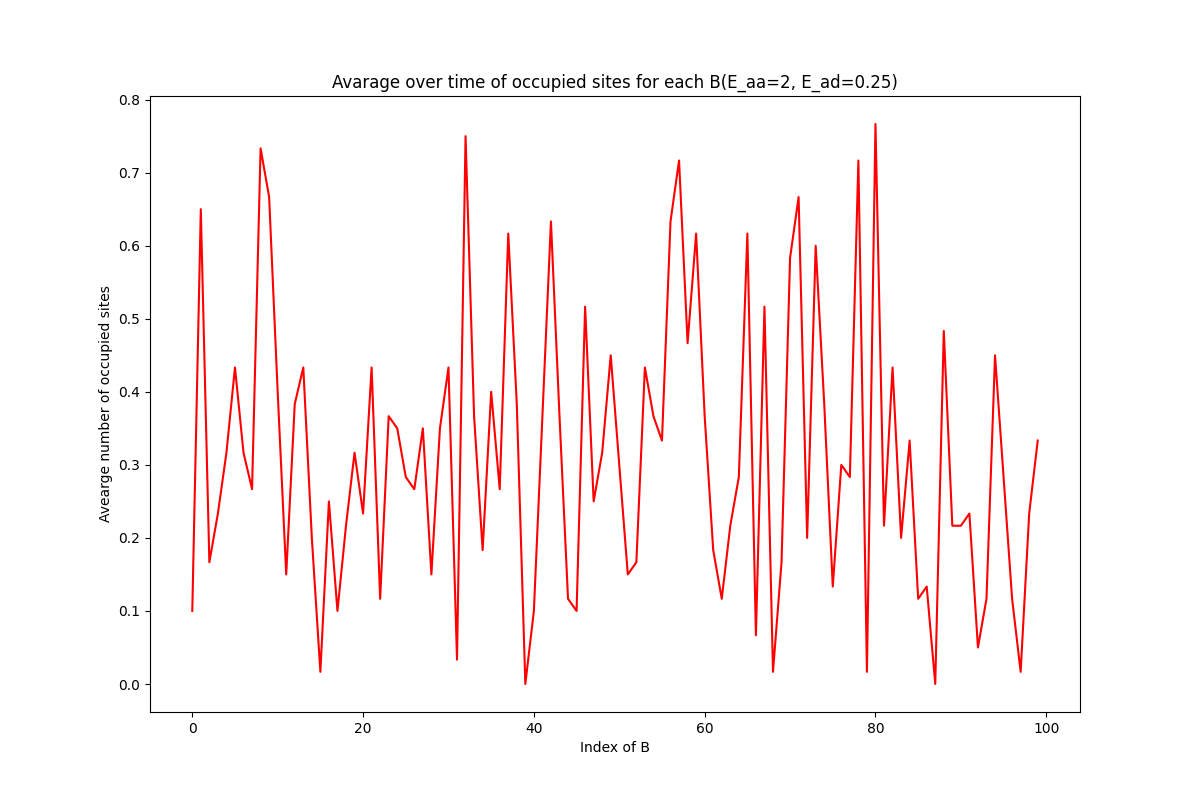 Avarage over time of occupied sites for each B(E_aa=2, E_ad=0.25)
0.8
0.7
0.6
0.5
0.4
0.3
0.2
0.1
0.0
Avearge number of occupied sites
0 20 40 60 80 100
Index of B